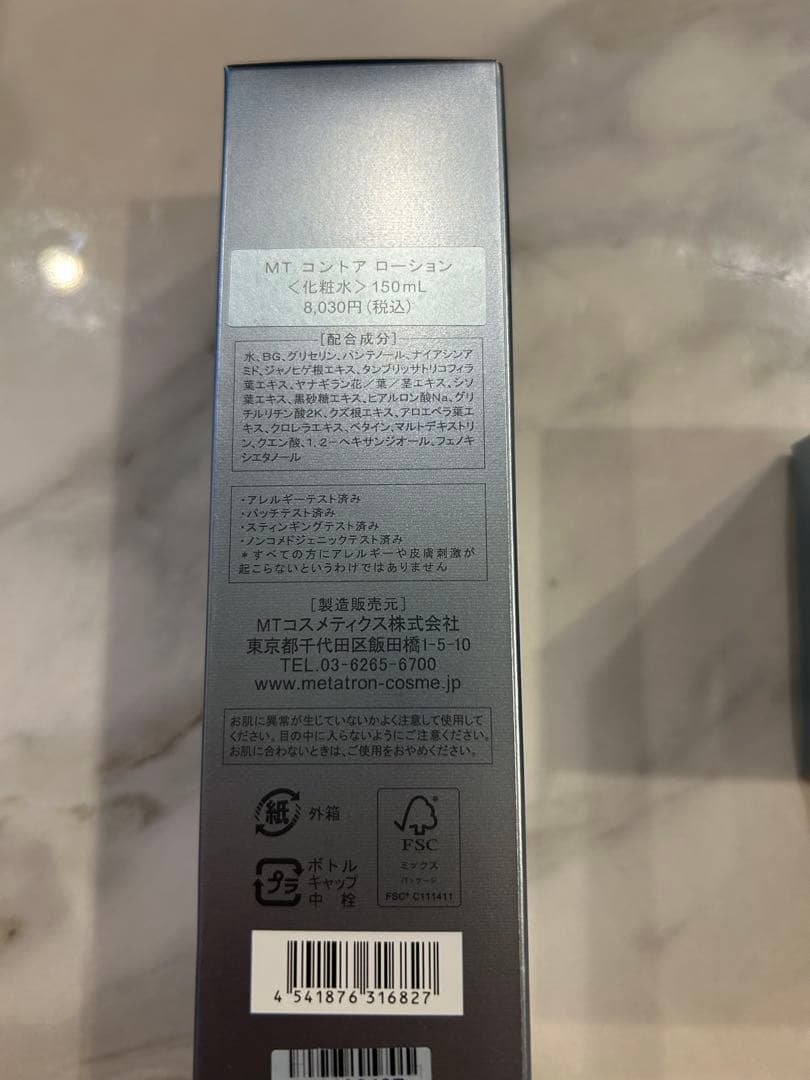 MT コントア ローション
＜化粧水＞150mL
8,030円(税込)
[配合成分]
水、BG、グリセリン、パンテノール、ナイアシンア
ミド、ジャノヒゲ根エキス、タンブリッサトリコフィラ
葉エキス、ヤナギラン花／葉／茎エキス、シソ
葉エキス、黒砂糖エキス、ヒアルロン酸Na、グリ
チルリチン酸2K、クズ根エキス、アロエベラ葉エ
キス、クロレラエキス、ベタイン、マルトデキストリ
ン、クエン酸、1，2－ヘキサンジオール、フェノキ
シエタノール
・アレルギーテスト済み
・パッチテスト済み
・スティンギングテスト済み
・ノンコメドジェニックテスト済み
＊すべての方にアレルギーや皮膚刺激が
起こらないというわけではありません
[製造販売元]
MTコスメティクス株式会社
東京都千代田区飯田橋1-5-10
TEL.03-6265-6700
www.metatron-cosme.jp
お肌に異常が生じていないかよく注意して使用して
ください。目の中に入らないようにご注意ください。
お肌に合わないときは、ご使用をおやめください。
紙 外箱
プラ ボトル
キャップ
中栓
FSC
ミックス
パッケージ
FSC® C111411
4 541876 316827